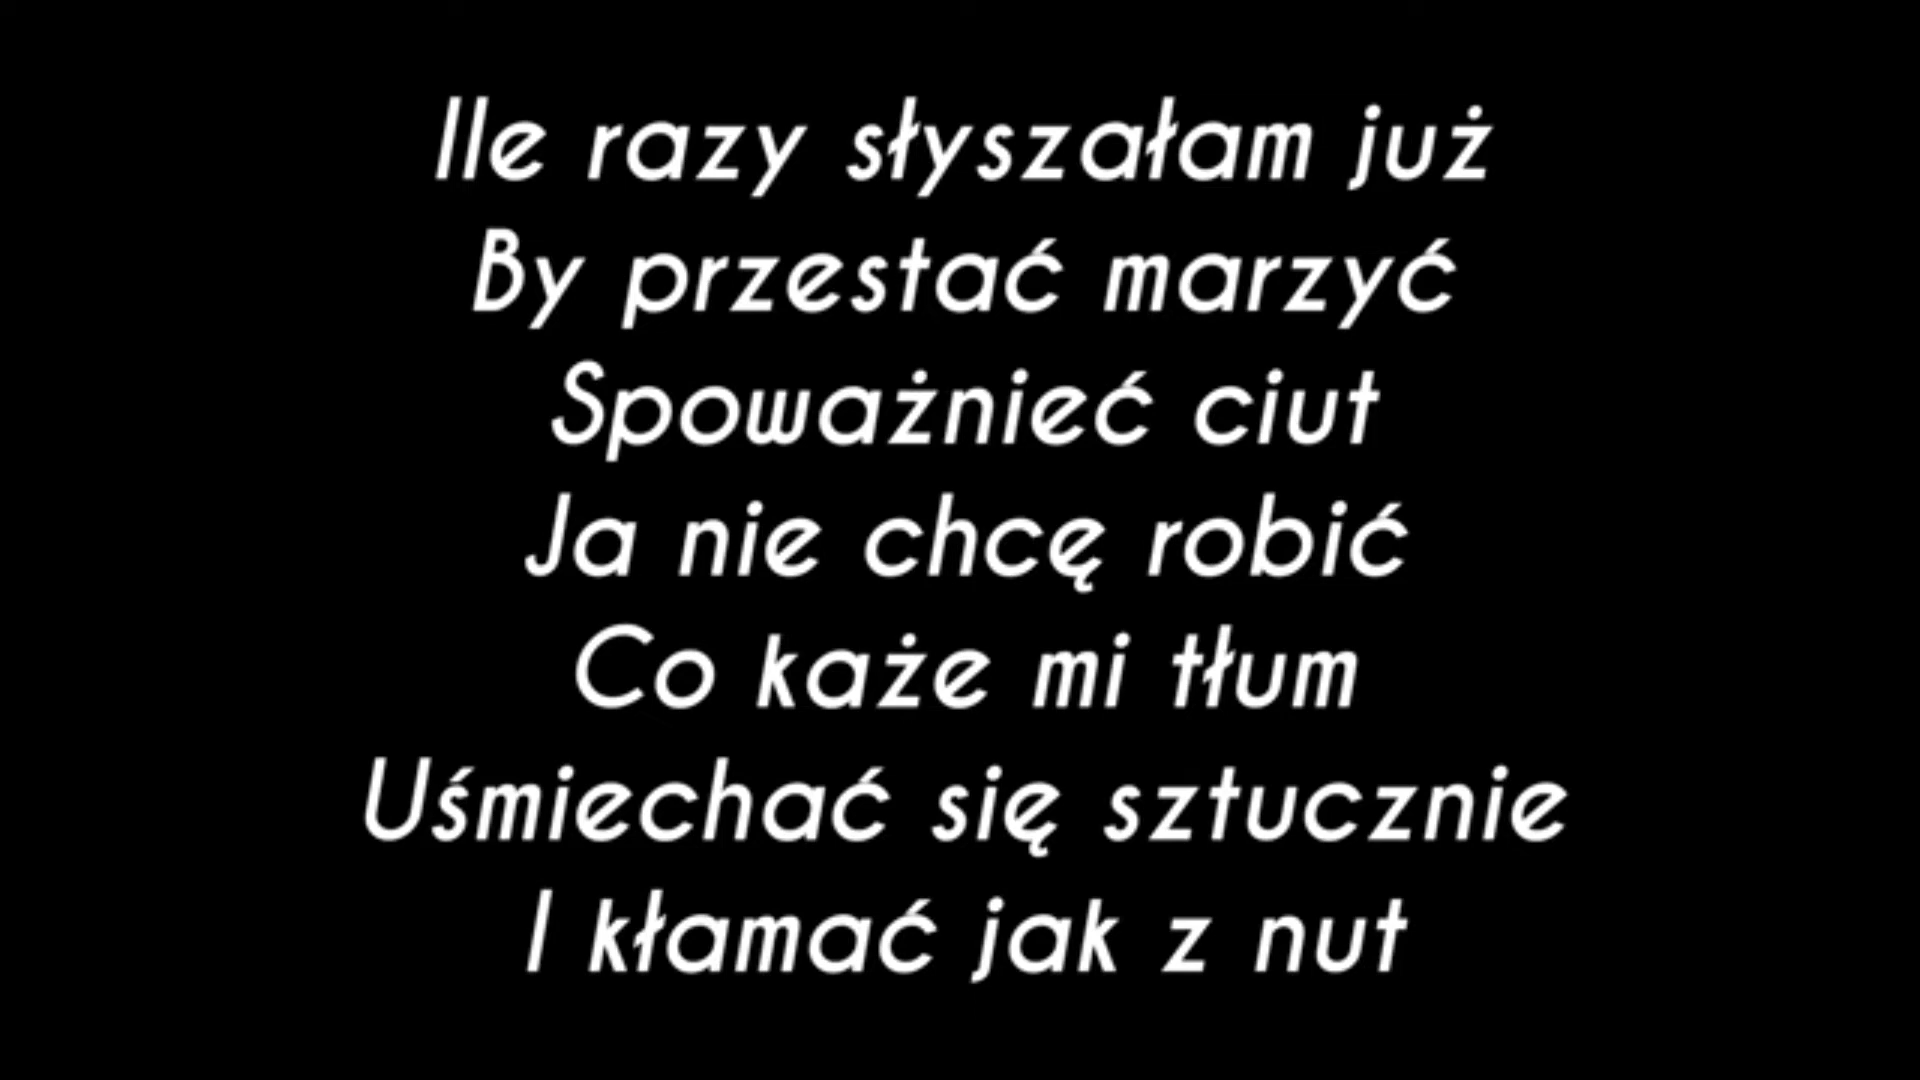 Ile razy słyszałam już
By przestać marzyć
Spoważnieć ciut
Ja nie chcę robić
Co każe mi tłum
Uśmiechać się sztucznie
I kłamać jak z nut